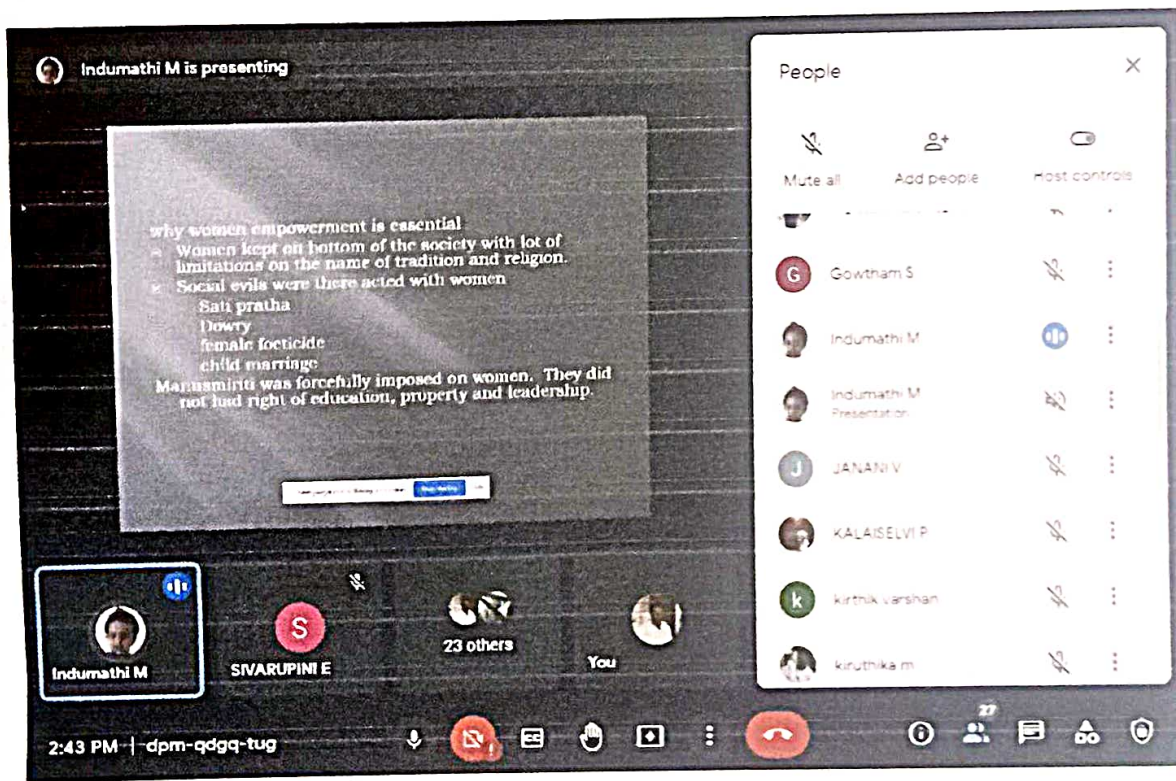 Indumathi M is presenting
why women empowerment is essential
Women kept on bottom of the society with lot of
limitations on the name of tradition and religion.
Social evils were there acted with women
Sati pratha
Dowry
female foeticide
child marringe
Manusmiriti was forcefully imposed on women. They did
not had right of education, property and leadership.
Indumathi M
S
SIVARUPINI E
23 others
You
2:43 PM | dpm-qdgq-tug
People
Mute all
Add people
Host controls
G
Gowtham S
Indumathi M
Indumathi M
Presentation
J
JANANI V
KALAISELVI P
k
kirthik varshan
kiruthika m
27